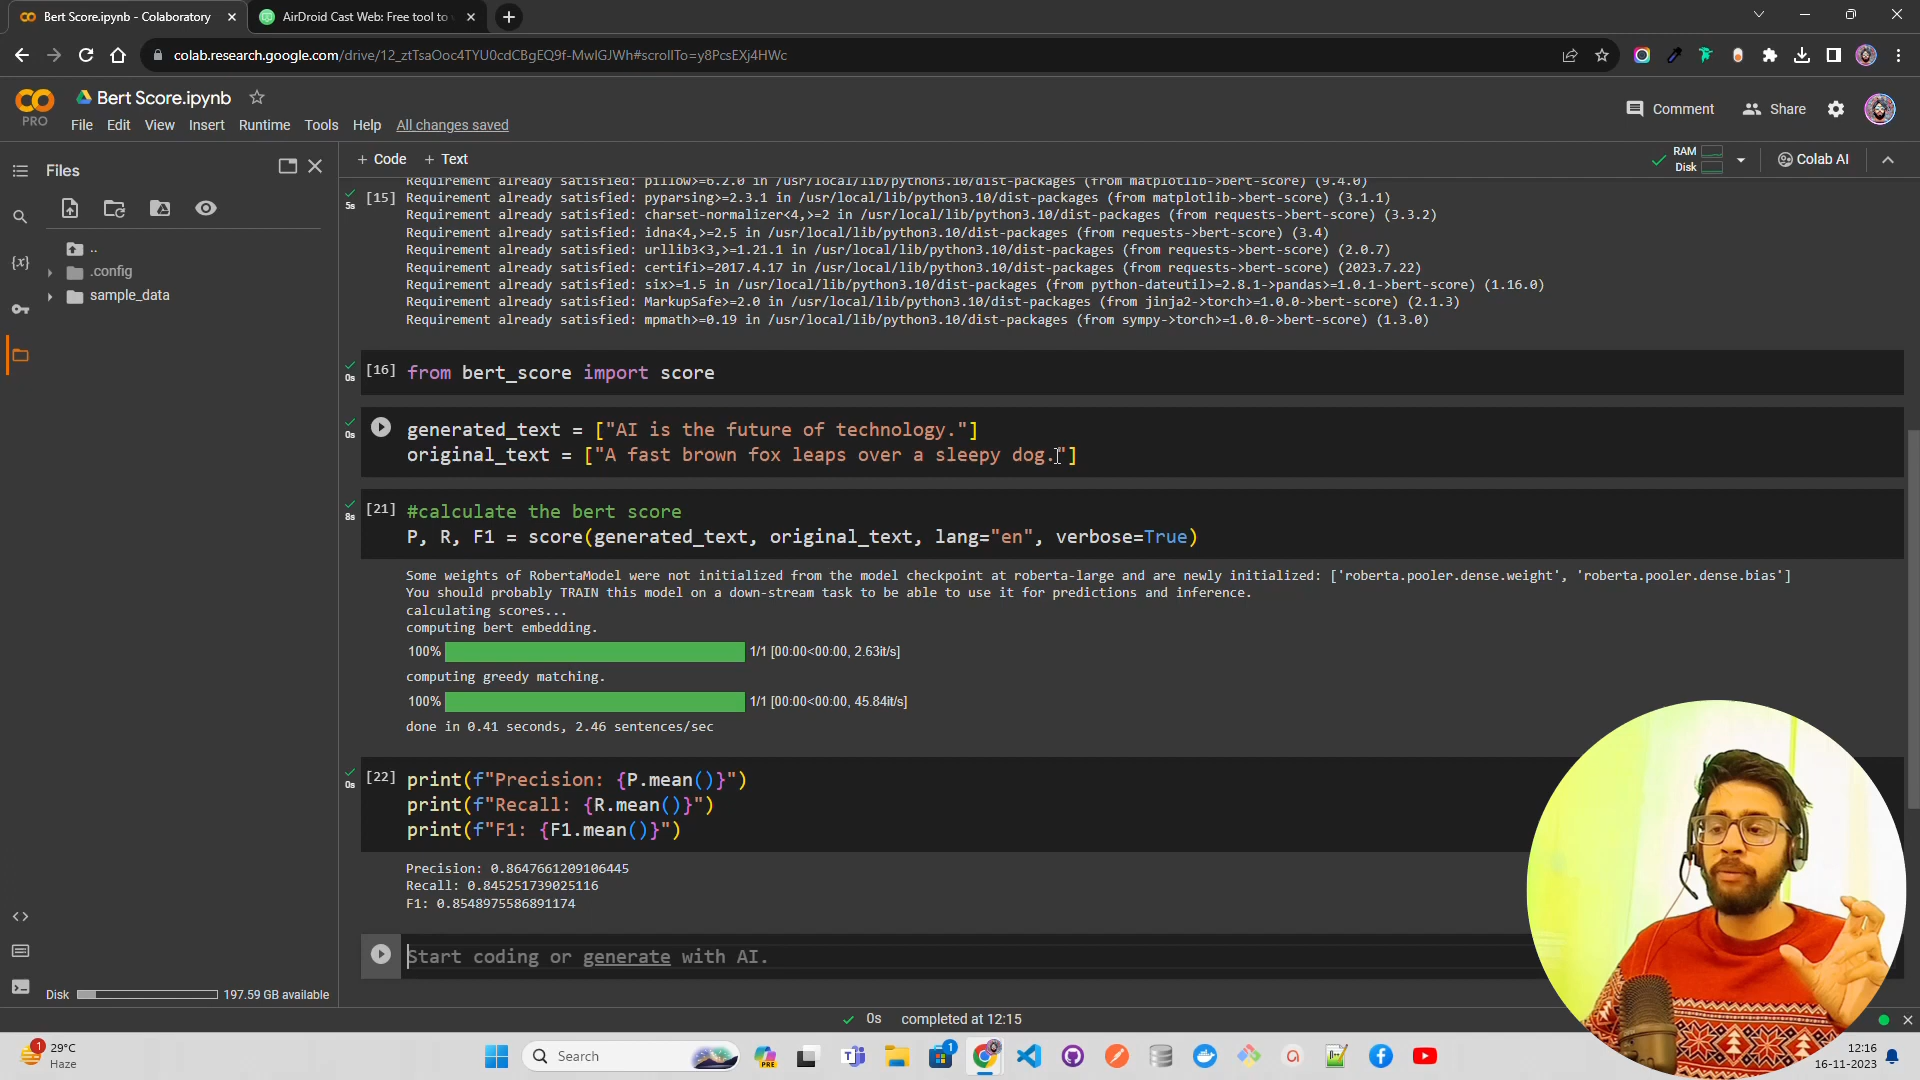 Bert Score.ipynb - Colaboratory
AirDroid Cast Web: Free tool to
colab.research.google.com/drive/12_ztTsaOoc4TYU0cdCBgEQ9f-MwlGJWh#scrollTo=y8PcsEXj4HWc
PRO
Bert Score.ipynb
File Edit View Insert Runtime Tools Help All changes saved
Comment
Share
Files
+ Code + Text
RAM
Disk
Colab AI
..
.config
sample_data
Requirement already satisfied: pillow>=6.2.0 in /usr/local/lib/python3.10/dist-packages (from matplotlib->bert-score) (9.4.0)
5s [15] Requirement already satisfied: pyparsing>=2.3.1 in /usr/local/lib/python3.10/dist-packages (from matplotlib->bert-score) (3.1.1)
Requirement already satisfied: charset-normalizer<4,>=2 in /usr/local/lib/python3.10/dist-packages (from requests->bert-score) (3.3.2)
Requirement already satisfied: idna<4,>=2.5 in /usr/local/lib/python3.10/dist-packages (from requests->bert-score) (3.4)
Requirement already satisfied: urllib3<3,>=1.21.1 in /usr/local/lib/python3.10/dist-packages (from requests->bert-score) (2.0.7)
Requirement already satisfied: certifi>=2017.4.17 in /usr/local/lib/python3.10/dist-packages (from requests->bert-score) (2023.7.22)
Requirement already satisfied: six>=1.5 in /usr/local/lib/python3.10/dist-packages (from python-dateutil>=2.8.1->pandas>=1.0.1->bert-score) (1.16.0)
Requirement already satisfied: MarkupSafe>=2.0 in /usr/local/lib/python3.10/dist-packages (from jinja2->torch>=1.0.0->bert-score) (2.1.3)
Requirement already satisfied: mpmath>=0.19 in /usr/local/lib/python3.10/dist-packages (from sympy->torch>=1.0.0->bert-score) (1.3.0)
0s [16] from bert_score import score
0s generated_text = ["AI is the future of technology."]
original_text = ["A fast brown fox leaps over a sleepy dog."]
8s [21] #calculate the bert score
P, R, F1 = score(generated_text, original_text, lang="en", verbose=True)
Some weights of RobertaModel were not initialized from the model checkpoint at roberta-large and are newly initialized: ['roberta.pooler.dense.weight', 'roberta.pooler.dense.bias']
You should probably TRAIN this model on a down-stream task to be able to use it for predictions and inference.
calculating scores...
computing bert embedding.
100% 1/1 [00:00<00:00, 2.63it/s]
computing greedy matching.
100% 1/1 [00:00<00:00, 45.84it/s]
done in 0.41 seconds, 2.46 sentences/sec
0s [22] print(f"Precision: {P.mean()}")
print(f"Recall: {R.mean()}")
print(f"F1: {F1.mean()}")
Precision: 0.8647661209106445
Recall: 0.845251739025116
F1: 0.8548975586891174
Start coding or generate with AI.
Disk 197.59 GB available
0s completed at 12:15
1
29°C
Haze
Search
PRE
1
12:16
16-11-2023